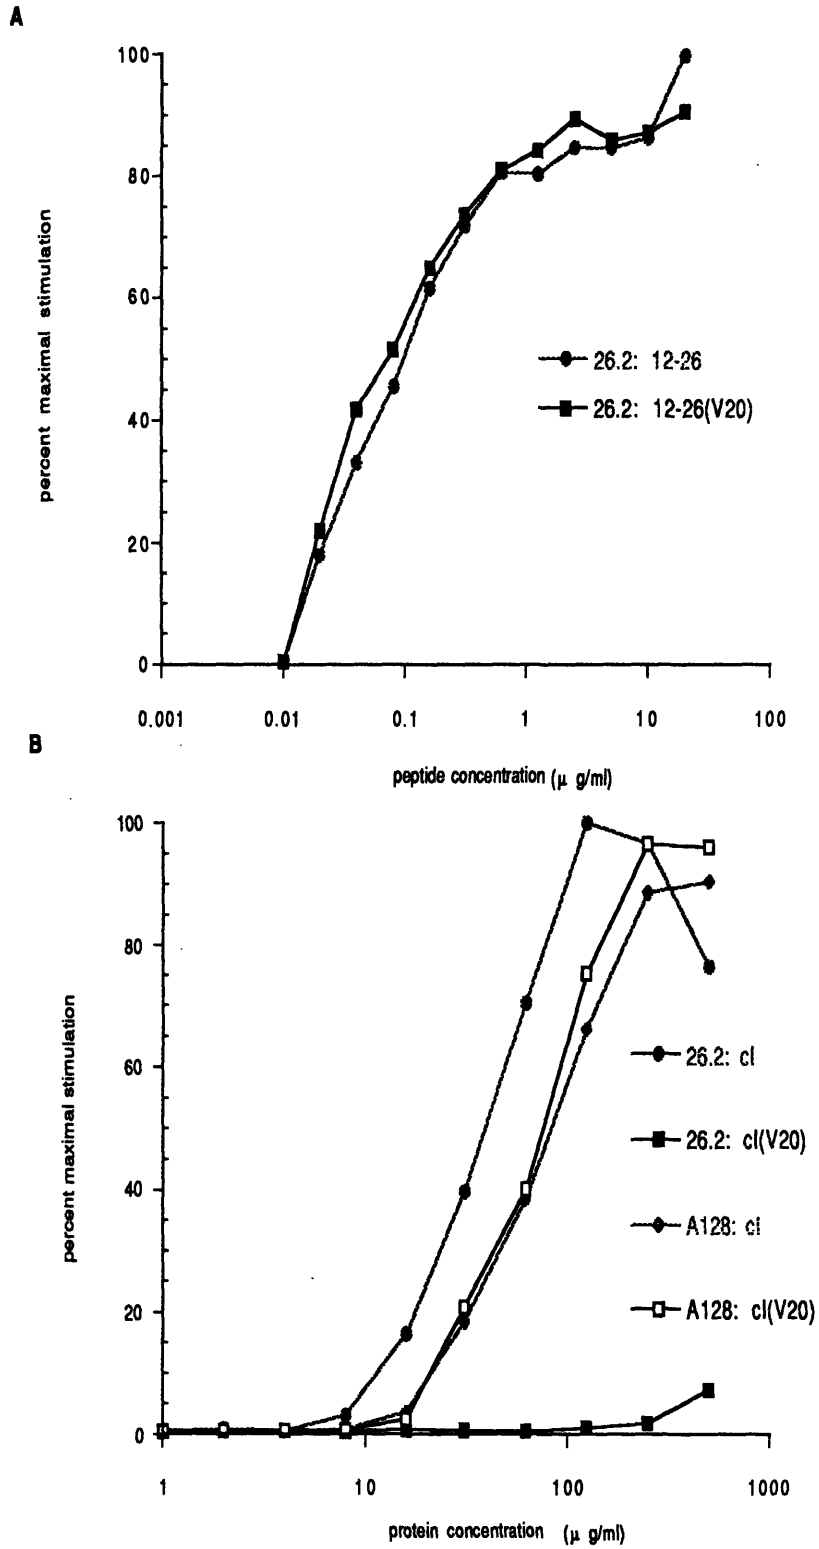 A
100
80
60
40
20
0
percent maximal stimulation
26.2: 12-26
26.2: 12-26(V20)
0.001 0.01 0.1 1 10 100
peptide concentration (μ g/ml)
B
100
80
60
40
20
0
percent maximal stimulation
26.2: cI
26.2: cI(V20)
A128: cI
A128: cI(V20)
1 10 100 1000
protein concentration (μ g/ml)